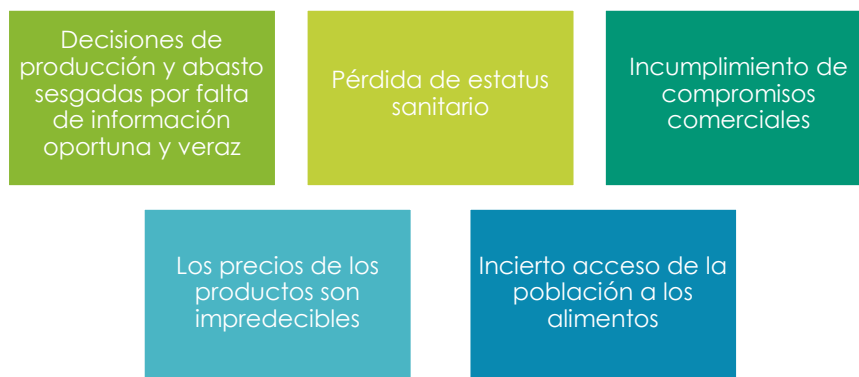 Decisiones de
producción y abasto
sesgadas por falta
de información
oportuna y veraz
Pérdida de estatus
sanitario
Incumplimiento de
compromisos
comerciales
Los precios de los
productos son
impredecibles
Incierto acceso de la
población a los
alimentos